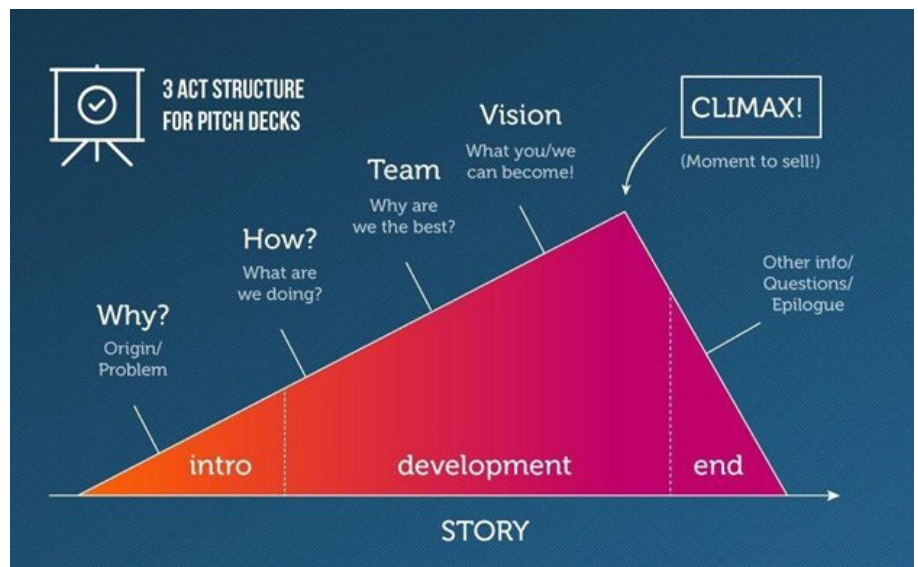 3 ACT STRUCTURE
FOR PITCH DECKS
Why?
Origin/
Problem
How?
What are
we doing?
Team
Why are
we the best?
Vision
What you/we
can become!
CLIMAX!
(Moment to sell!)
Other info/
Questions/
Epilogue
intro
development
end
STORY